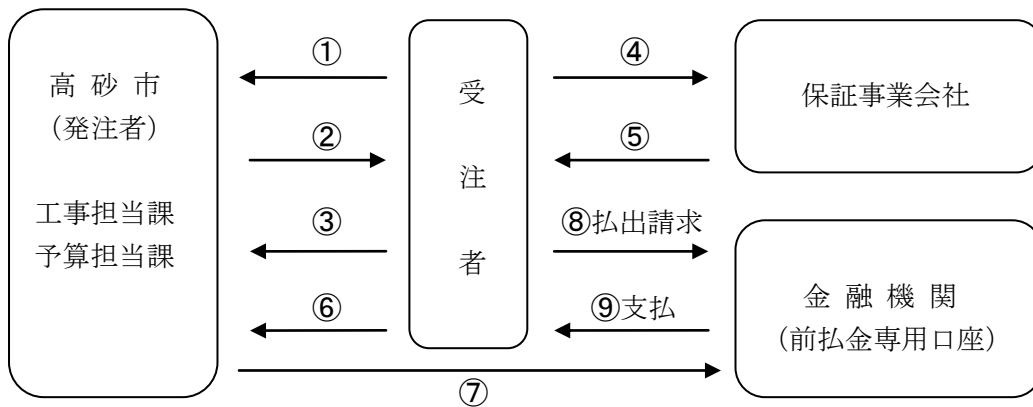 高砂市
(発注者)
工事担当課
予算担当課
①
②
③
⑥
⑦
受注者
④
⑤
⑧払出請求
⑨支払
保証事業会社
金融機関
(前払金専用口座)